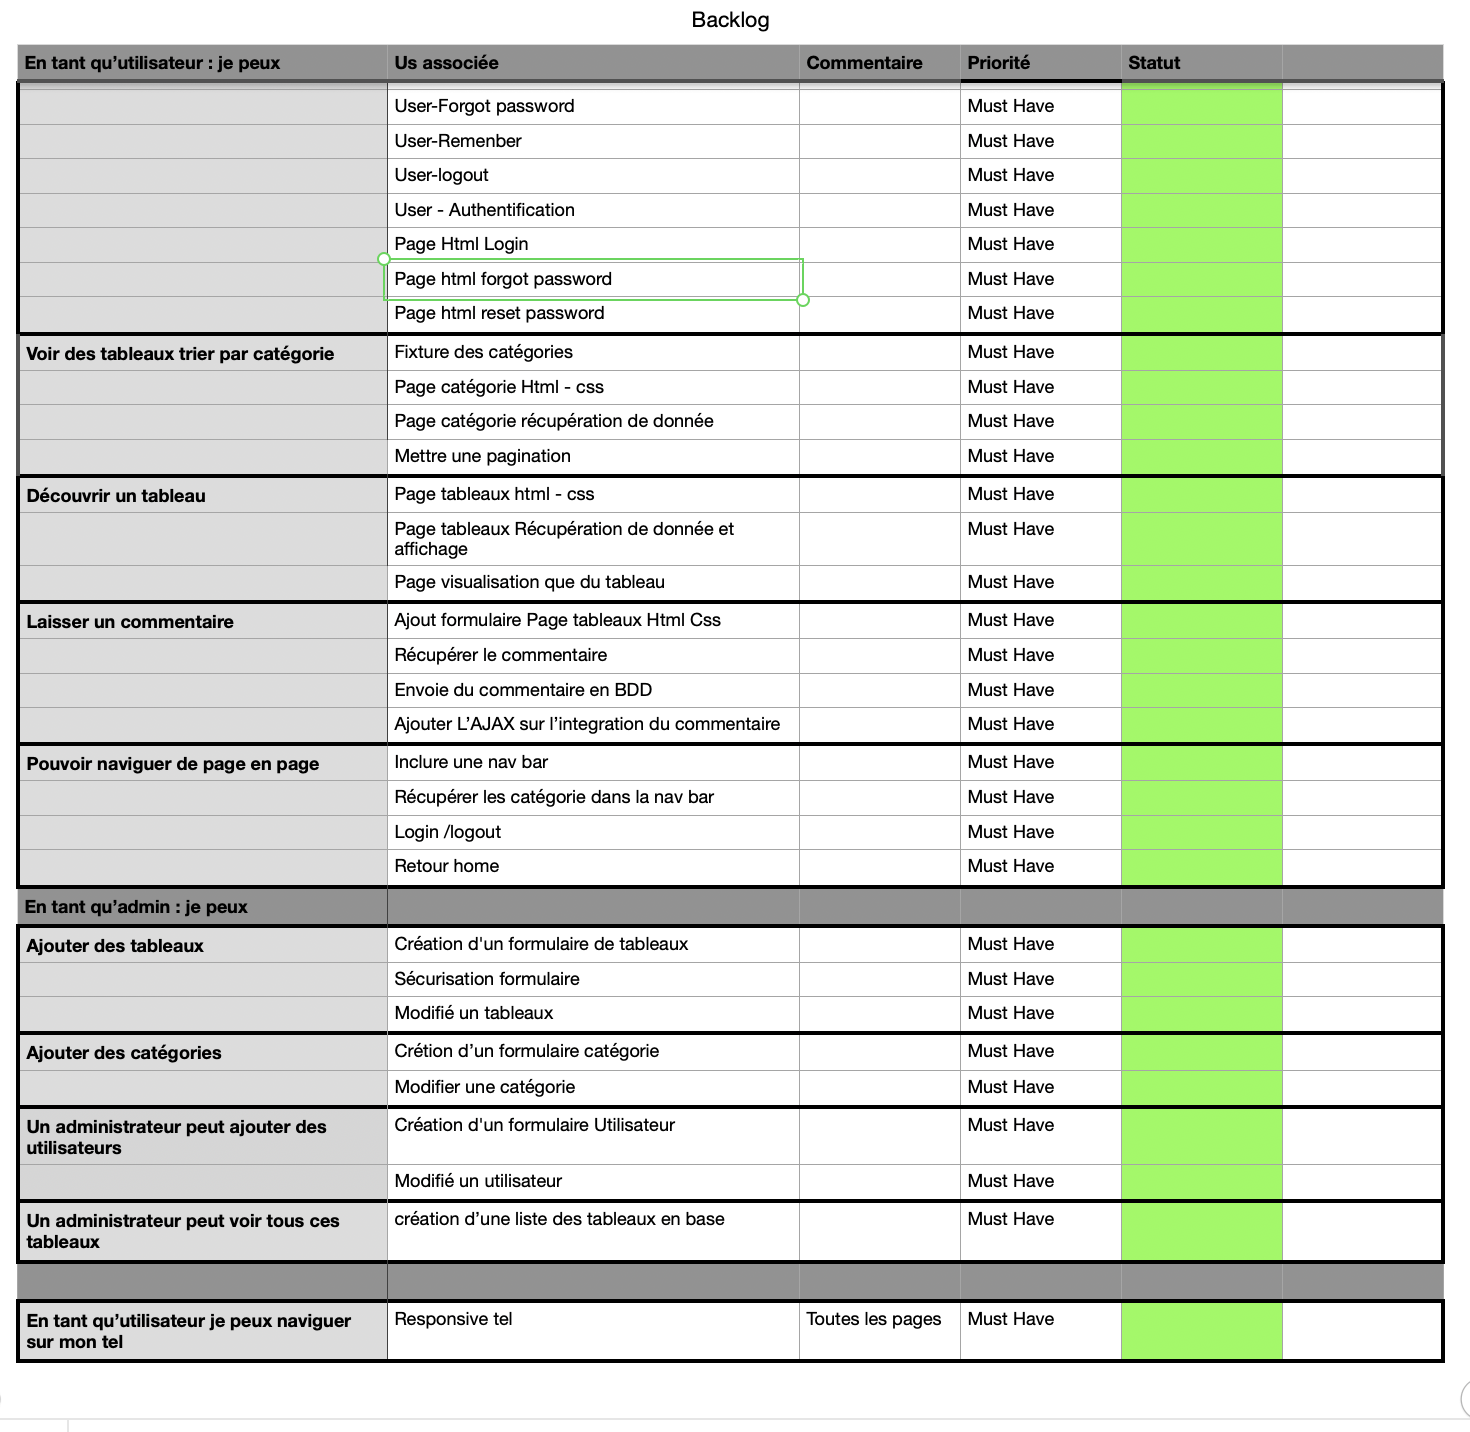 Backlog
En tant qu’utilisateur : je peux Us associée Commentaire Priorité Statut
User-Forgot password Must Have
User-Remenber Must Have
User-logout Must Have
User - Authentification Must Have
Page Html Login Must Have
Page html forgot password Must Have
Page html reset password Must Have
Voir des tableaux trier par catégorie Fixture des catégories Must Have
Page catégorie Html - css Must Have
Page catégorie récupération de donnée Must Have
Mettre une pagination Must Have
Découvrir un tableau Page tableaux html - css Must Have
Page tableaux Récupération de donnée et Must Have
affichage
Page visualisation que du tableau Must Have
Laisser un commentaire Ajout formulaire Page tableaux Html Css Must Have
Récupérer le commentaire Must Have
Envoie du commentaire en BDD Must Have
Ajouter L’AJAX sur l’integration du commentaire Must Have
Pouvoir naviguer de page en page Inclure une nav bar Must Have
Récupérer les catégorie dans la nav bar Must Have
Login /logout Must Have
Retour home Must Have
En tant qu’admin : je peux
Ajouter des tableaux Création d'un formulaire de tableaux Must Have
Sécurisation formulaire Must Have
Modifié un tableaux Must Have
Ajouter des catégories Crétion d’un formulaire catégorie Must Have
Modifier une catégorie Must Have
Un administrateur peut ajouter des Création d'un formulaire Utilisateur Must Have
utilisateurs
Modifié un utilisateur Must Have
Un administrateur peut voir tous ces création d’une liste des tableaux en base Must Have
tableaux
En tant qu’utilisateur je peux naviguer Responsive tel Toutes les pages Must Have
sur mon tel